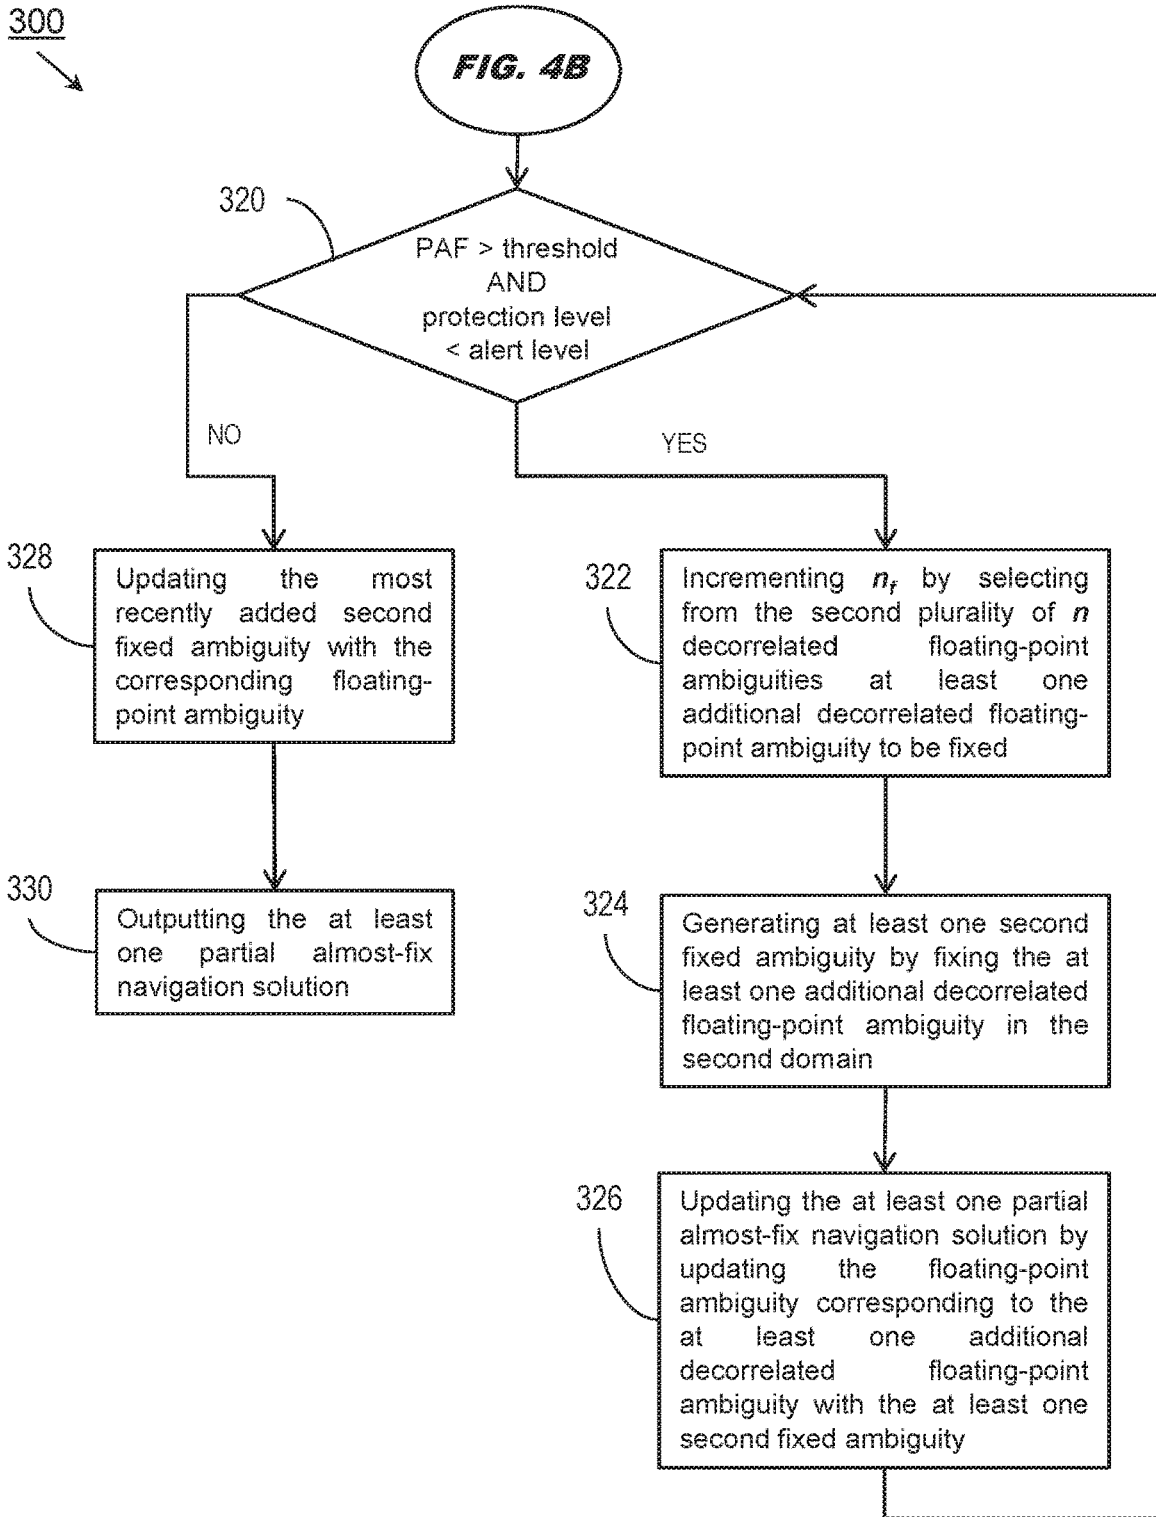 300
FIG. 4B
320
PAF > threshold
AND
protection level
< alert level
NO
YES
328
Updating the most
recently added second
fixed ambiguity with the
corresponding floating-
point ambiguity
322
Incrementing nf by selecting
from the second plurality of n
decorrelated floating-point
ambiguities at least one
additional decorrelated floating-
point ambiguity to be fixed
330
Outputting the at least
one partial almost-fix
navigation solution
324
Generating at least one second
fixed ambiguity by fixing the at
least one additional decorrelated
floating-point ambiguity in the
second domain
326
Updating the at least one partial
almost-fix navigation solution by
updating the floating-point
ambiguity corresponding to the
at least one additional
decorrelated floating-point
ambiguity with the at least one
second fixed ambiguity